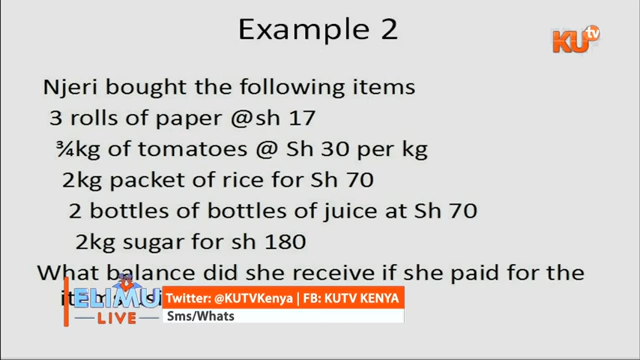 Example 2
KU tv
Njeri bought the following items
3 rolls of paper @sh 17
¾kg of tomatoes @ Sh 30 per kg
2kg packet of rice for Sh 70
2 bottles of bottles of juice at Sh 70
2kg sugar for sh 180
What balance did she receive if she paid for the
ELIMU
LIVE
Twitter: @KUTVKenya | FB: KUTV KENYA
Sms/Whats